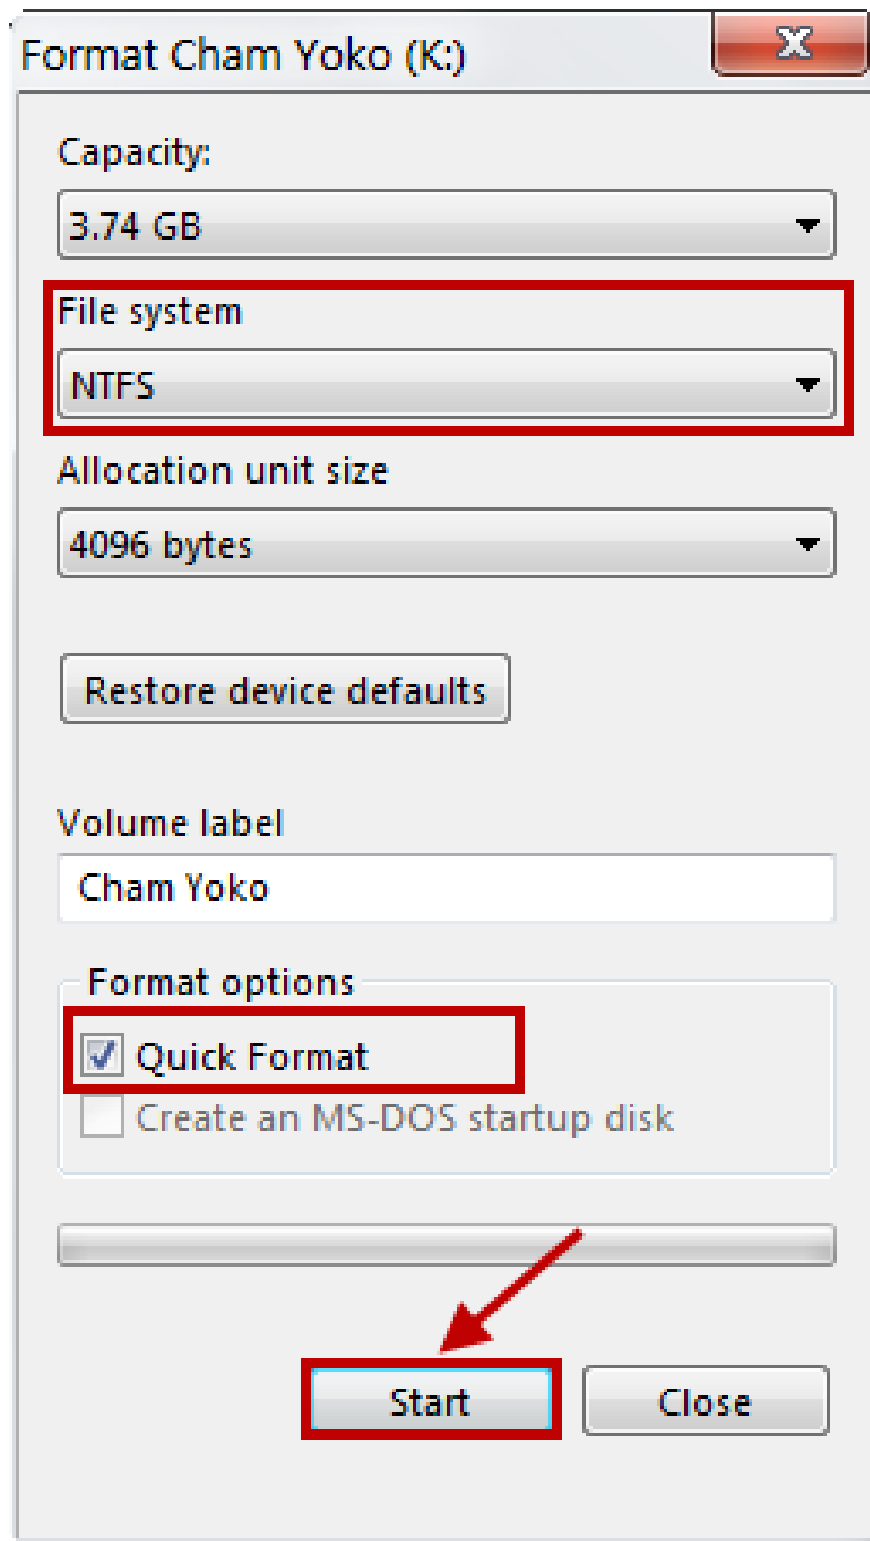 Format Cham Yoko (K:)
Capacity:
3.74 GB
File system
NTFS
Allocation unit size
4096 bytes
Restore device defaults
Volume label
Cham Yoko
Format options
Quick Format
Create an MS-DOS startup disk
Start
Close